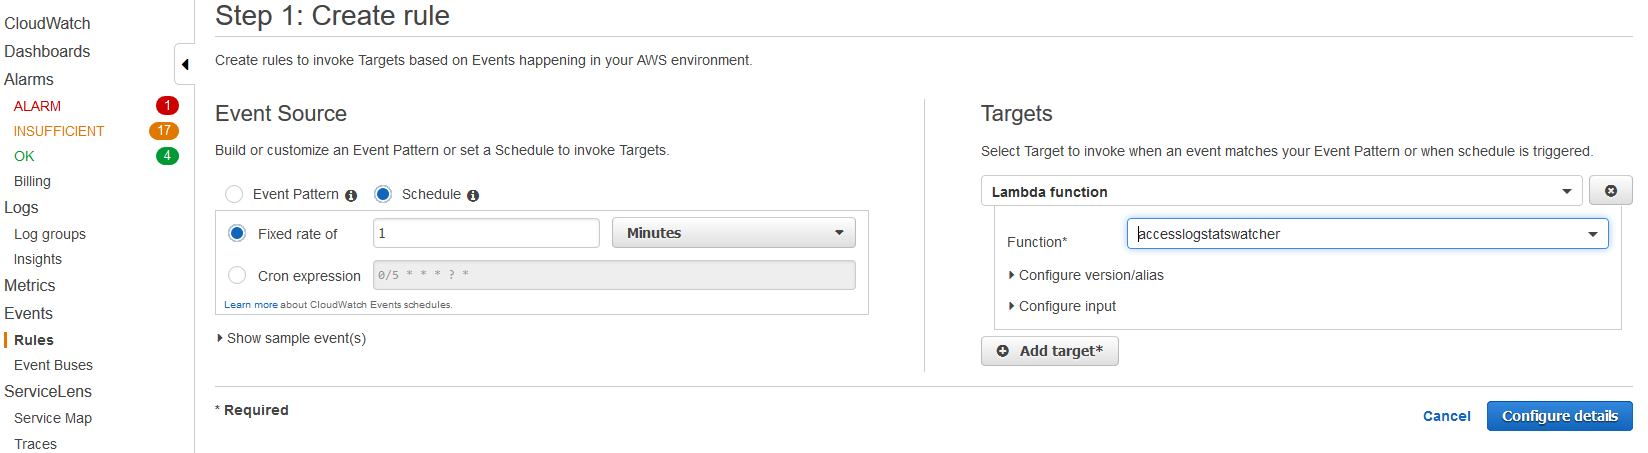 CloudWatch
Dashboards
Alarms
ALARM 1
INSUFFICIENT 17
OK 4
Billing
Logs
Log groups
Insights
Metrics
Events
Rules
Event Buses
ServiceLens
Service Map
Traces
Step 1: Create rule
Create rules to invoke Targets based on Events happening in your AWS environment.
Event Source
Build or customize an Event Pattern or set a Schedule to invoke Targets.
Event Pattern Schedule
Fixed rate of 1 Minutes
Cron expression 0/5 * * * ? *
Learn more about CloudWatch Events schedules.
Show sample event(s)
Targets
Select Target to invoke when an event matches your Event Pattern or when schedule is triggered.
Lambda function
Function* accesslogstatswatcher
Configure version/alias
Configure input
Add target*
* Required
Cancel Configure details